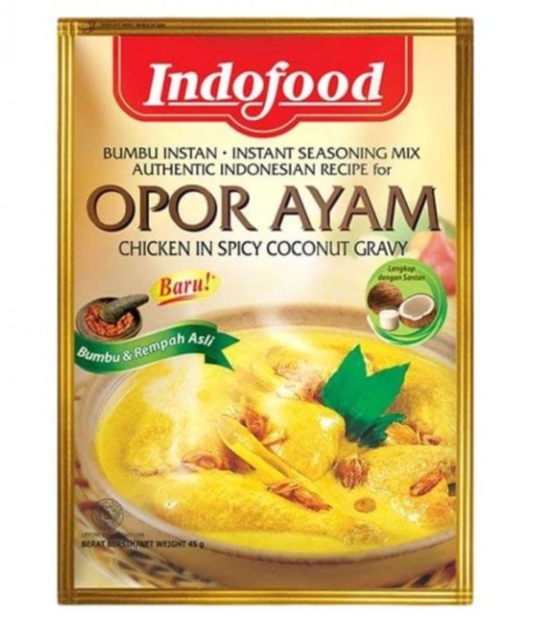 Indofood
BUMBU INSTAN • INSTANT SEASONING MIX
AUTHENTIC INDONESIAN RECIPE for
OPOR AYAM
CHICKEN IN SPICY COCONUT GRAVY
Lengkap
dengan Santan
Baru!
Bumbu & Rempah Asli
BERAT BERSIH/NET WEIGHT 45 g